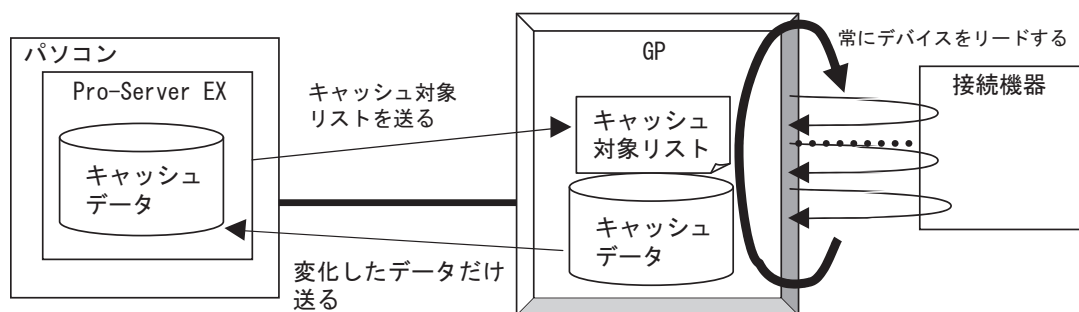 パソコン
Pro-Server EX
キャッシュ
データ
キャッシュ対象
リストを送る
変化したデータだけ
送る
GP
キャッシュ
対象リスト
キャッシュ
データ
常にデバイスをリードする
接続機器